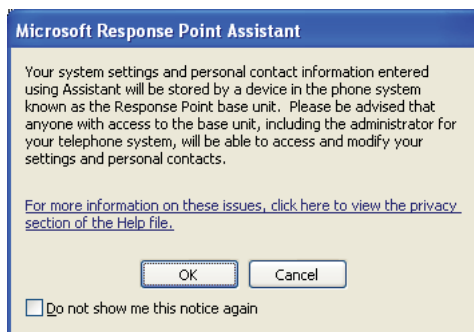 Microsoft Response Point Assistant
Your system settings and personal contact information entered
using Assistant will be stored by a device in the phone system
known as the Response Point base unit.  Please be advised that
anyone with access to the base unit, including the administrator for
your telephone system, will be able to access and modify your
settings and personal contacts.
For more information on these issues, click here to view the privacy
section of the Help file.
OK Cancel
Do not show me this notice again